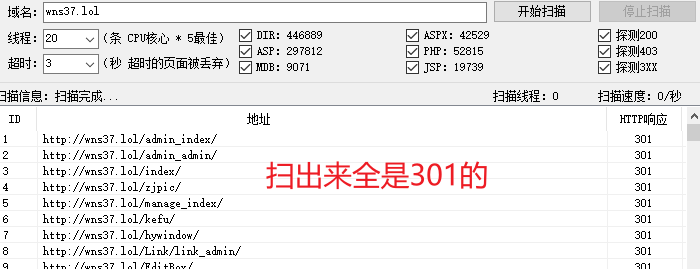 域名: wns37.lol 开始扫描 停止扫描
线程: 20 (条 CPU核心 * 5最佳) DIR: 446889 ASPX: 42529 探测200
ASP: 297812 PHP: 52815 探测403
超时: 3 (秒 超时的页面被丢弃) MDB: 9071 JSP: 19739 探测3XX
扫描信息: 扫描完成... 扫描线程: 0 扫描速度: 0/秒
ID 地址 HTTP响应
1 http://wns37.lol/admin_index/ 301
2 http://wns37.lol/admin_admin/ 301
3 http://wns37.lol/index/ 301
4 http://wns37.lol/zjpic/ 301
5 http://wns37.lol/manage_index/ 301
6 http://wns37.lol/kefu/ 301
7 http://wns37.lol/hywindow/ 301
8 http://wns37.lol/Link/link_admin/ 301
9 http://wns37.lol/EditBox/ 301
扫出来全是301的